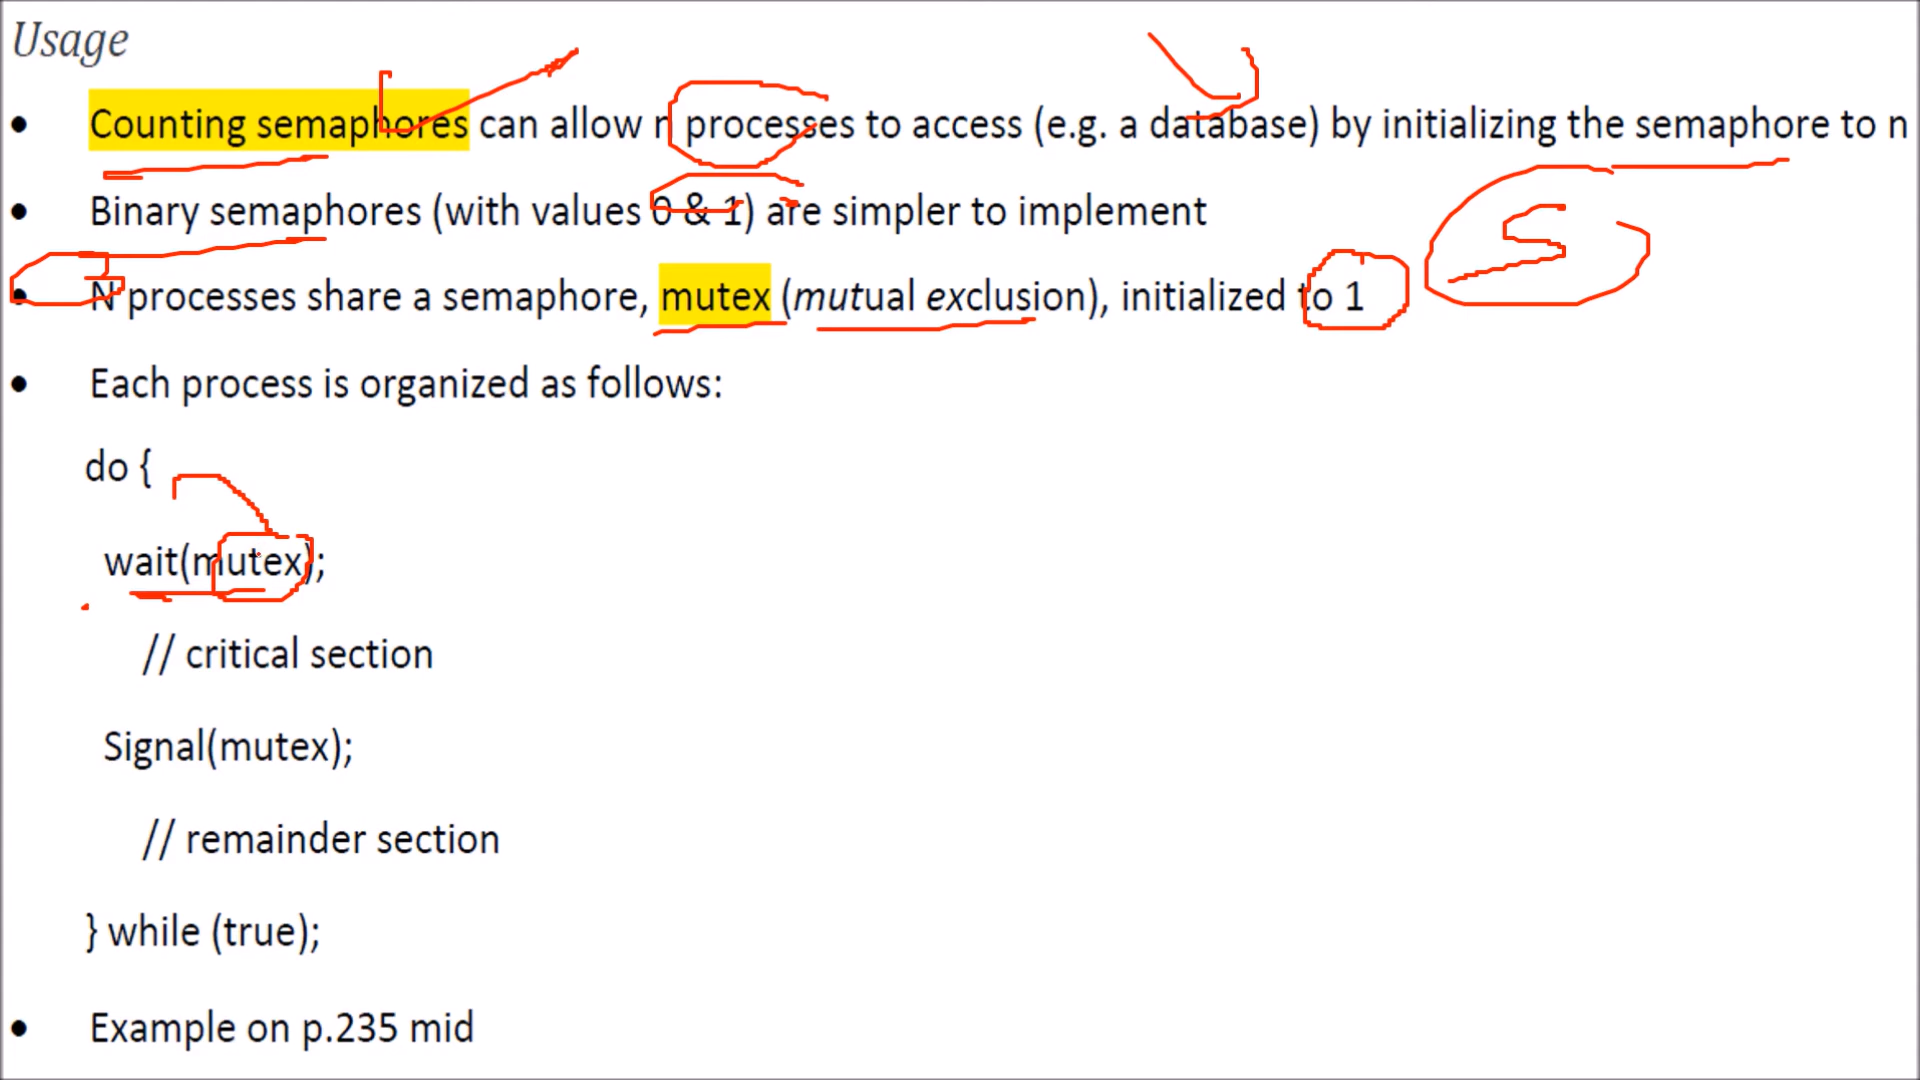 Usage
• Counting semaphores can allow n processes to access (e.g. a database) by initializing the semaphore to n
• Binary semaphores (with values 0 & 1) are simpler to implement
• N processes share a semaphore, mutex (mutual exclusion), initialized to 1
S
• Each process is organized as follows:
do {
wait(mutex);
// critical section
Signal(mutex);
// remainder section
} while (true);
• Example on p.235 mid